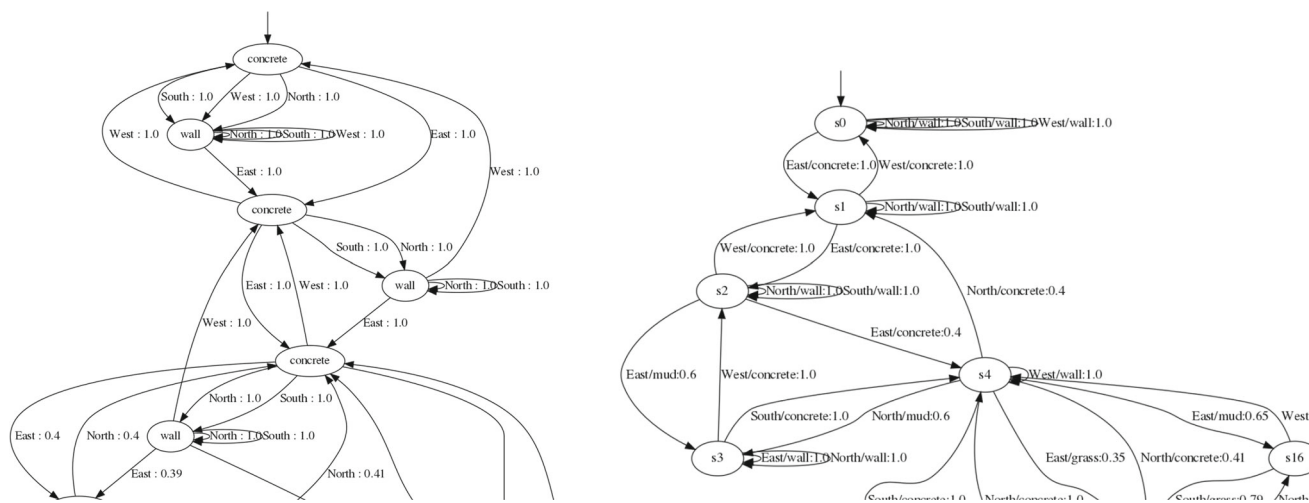 concrete
South : 1.0
West : 1.0
North : 1.0
wall
North : 1.0
South : 1.0
West : 1.0
West : 1.0
East : 1.0
East : 1.0
West : 1.0
concrete
South : 1.0
North : 1.0
East : 1.0
West : 1.0
wall
North : 1.0
South : 1.0
West : 1.0
East : 1.0
concrete
North : 1.0
South : 1.0
East : 0.4
North : 0.4
wall
North : 1.0
South : 1.0
East : 0.39
North : 0.41
s0
North/wall:1.0
South/wall:1.0
West/wall:1.0
East/concrete:1.0
West/concrete:1.0
s1
North/wall:1.0
South/wall:1.0
West/concrete:1.0
East/concrete:1.0
s2
North/wall:1.0
South/wall:1.0
North/concrete:0.4
East/concrete:0.4
East/mud:0.6
West/concrete:1.0
s4
West/wall:1.0
South/concrete:1.0
North/mud:0.6
East/mud:0.65
West
s3
East/wall:1.0
North/wall:1.0
East/grass:0.35
North/concrete:0.41
s16
South/concrete:1.0
North/concrete:1.0
South/grass:0.79
North